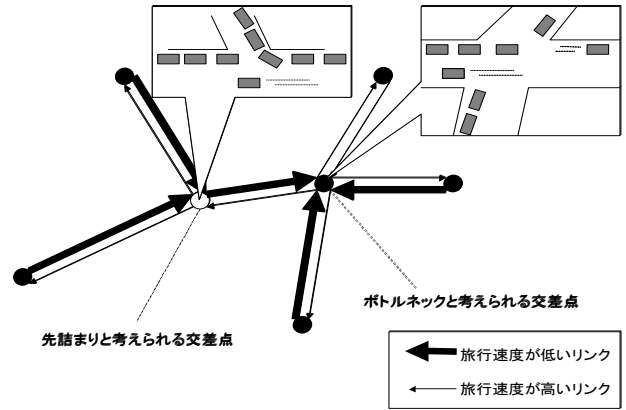 ボトルネックと考えられる交差点
先詰まりと考えられる交差点
旅行速度が低いリンク
旅行速度が高いリンク